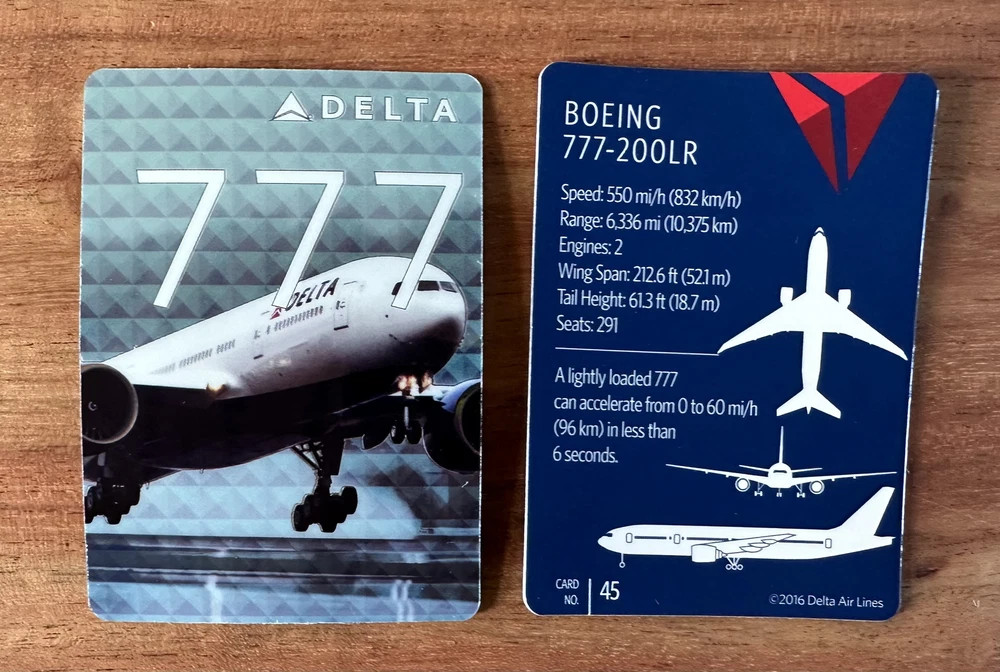 DELTA
777
DELTA
BOEING
777-200LR
Speed: 550 mi/h (832 km/h)
Range: 6,336 mi (10,375 km)
Engines: 2
Wing Span: 212.6 ft (52.1 m)
Tail Height: 61.3 ft (18.7 m)
Seats: 291
A lightly loaded 777
can accelerate from 0 to 60 mi/h
(96 km) in less than
6 seconds.
CARD
NO.
45
©2016 Delta Air Lines